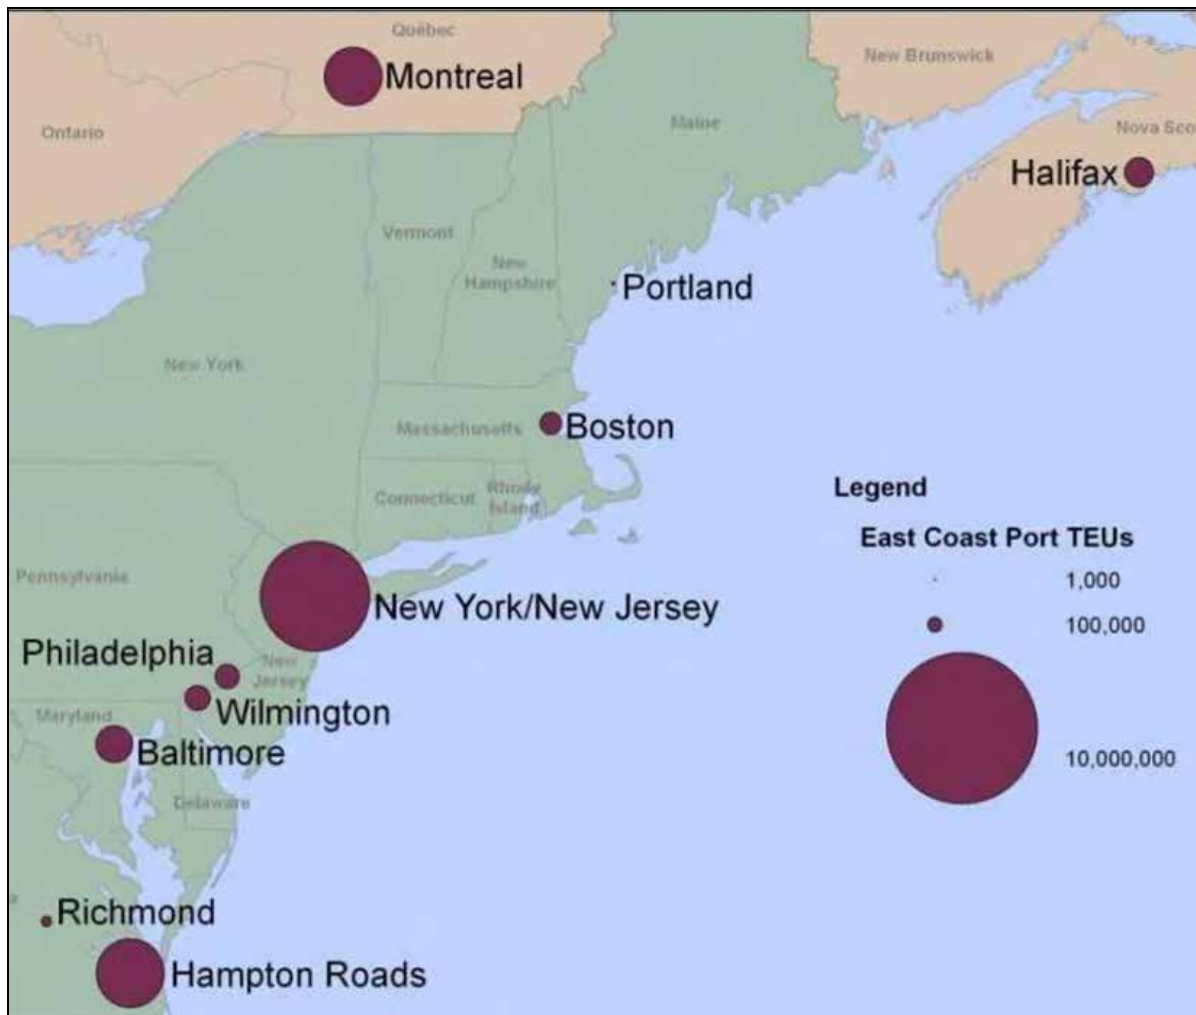 Québec
Montreal
New Brunswick
Ontario
Maine
Nova Sco
Halifax
Vermont
New
Hampshire
Portland
New York
Massachusetts
Boston
Connecticut
Rhode
Island
Legend
East Coast Port TEUs
1,000
100,000
10,000,000
Pennsylvania
New York/New Jersey
Philadelphia
New
Jersey
Wilmington
Maryland
Baltimore
Delaware
Richmond
Hampton Roads